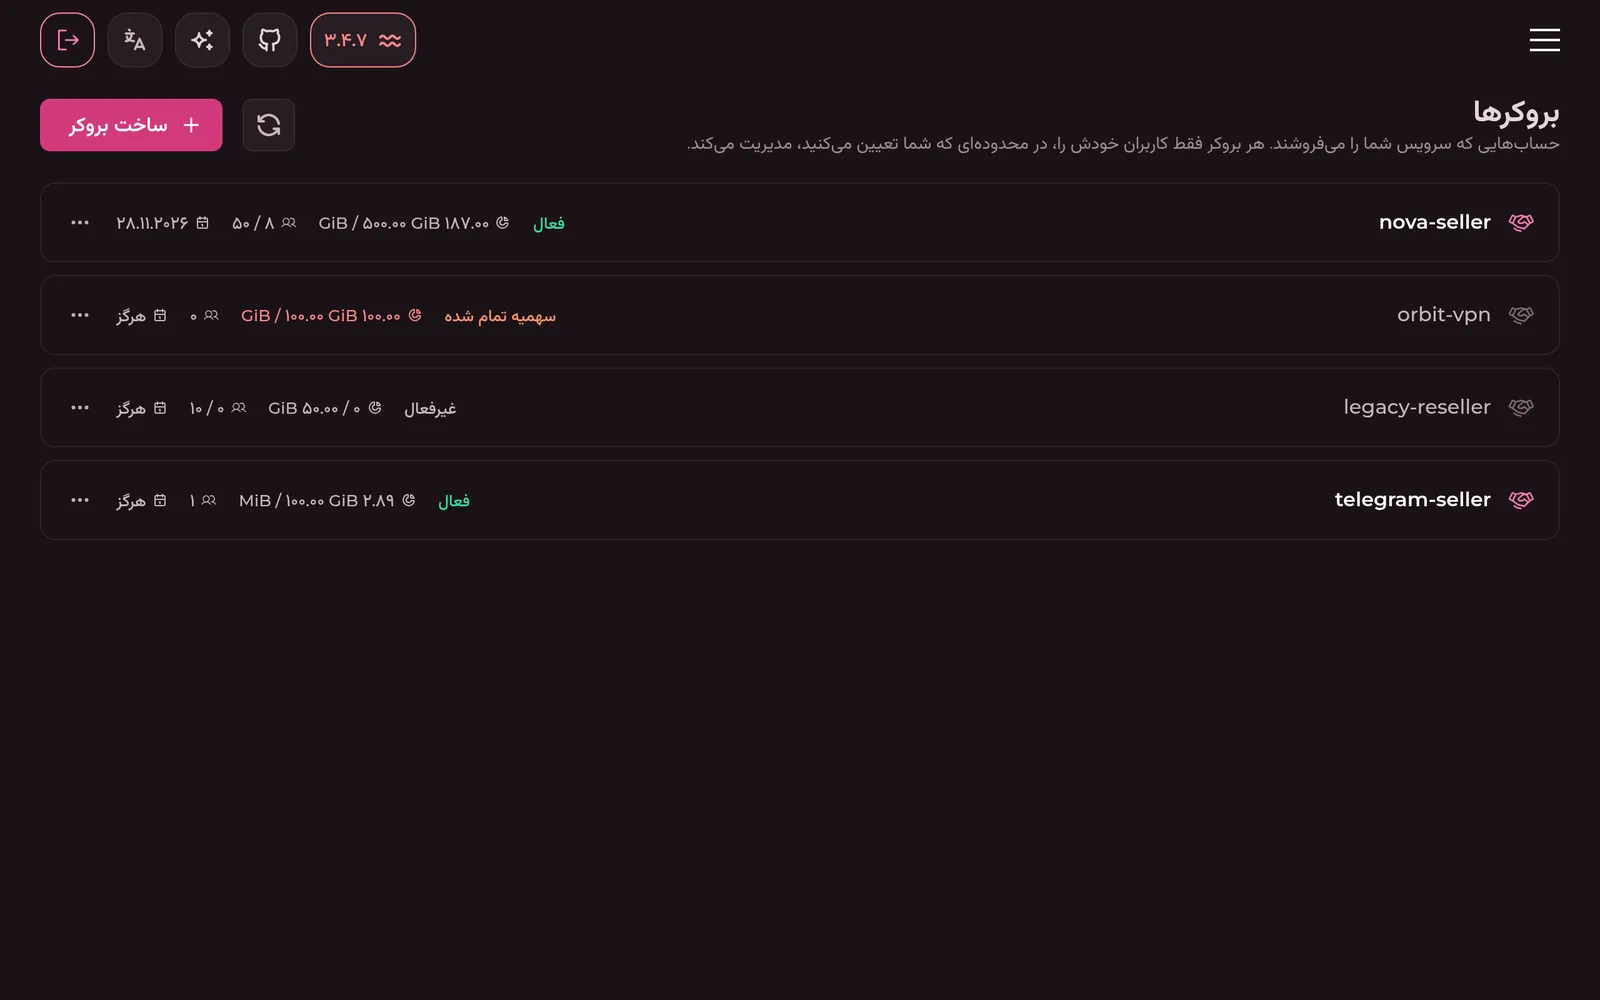 ۳.۴.۷
بروکرها
حساب‌هایی که سرویس شما را می‌فروشند. هر بروکر فقط کاربران خودش را، در محدوده‌ای که شما تعیین می‌کنید، مدیریت می‌کند.
ساخت بروکر
nova-seller
فعال
GiB / ۵۰۰.۰۰ GiB ۱۸۷.۰۰
۸ / ۵۰
۲۸.۱۱.۲۰۲۶
orbit-vpn
سهمیه تمام شده
GiB / ۱۰۰.۰۰ GiB ۱۰۰.۰۰
۰
هرگز
legacy-reseller
غیرفعال
GiB ۵۰.۰۰ / ۰
۰ / ۱۰
هرگز
telegram-seller
فعال
MiB / ۱۰۰.۰۰ GiB ۲.۸۹
۱
هرگز